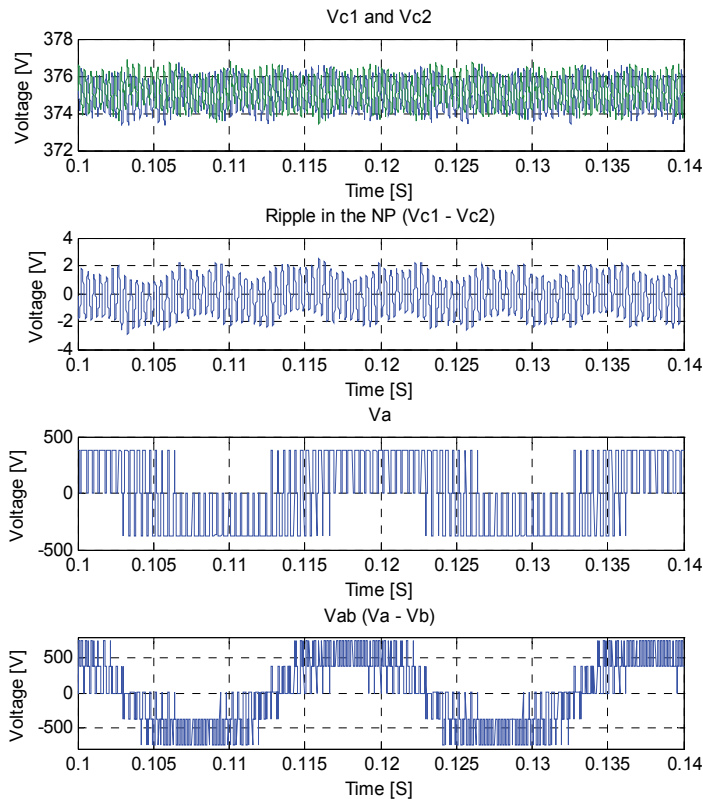 Vc1 and Vc2
378
376
374
372
Voltage [V]
0.1 0.105 0.11 0.115 0.12 0.125 0.13 0.135 0.14
Time [S]
Ripple in the NP (Vc1 - Vc2)
4
2
0
-2
-4
Voltage [V]
0.1 0.105 0.11 0.115 0.12 0.125 0.13 0.135 0.14
Time [S]
Va
500
0
-500
Voltage [V]
0.1 0.105 0.11 0.115 0.12 0.125 0.13 0.135 0.14
Time [S]
Vab (Va - Vb)
500
0
-500
Voltage [V]
0.1 0.105 0.11 0.115 0.12 0.125 0.13 0.135 0.14
Time [S]